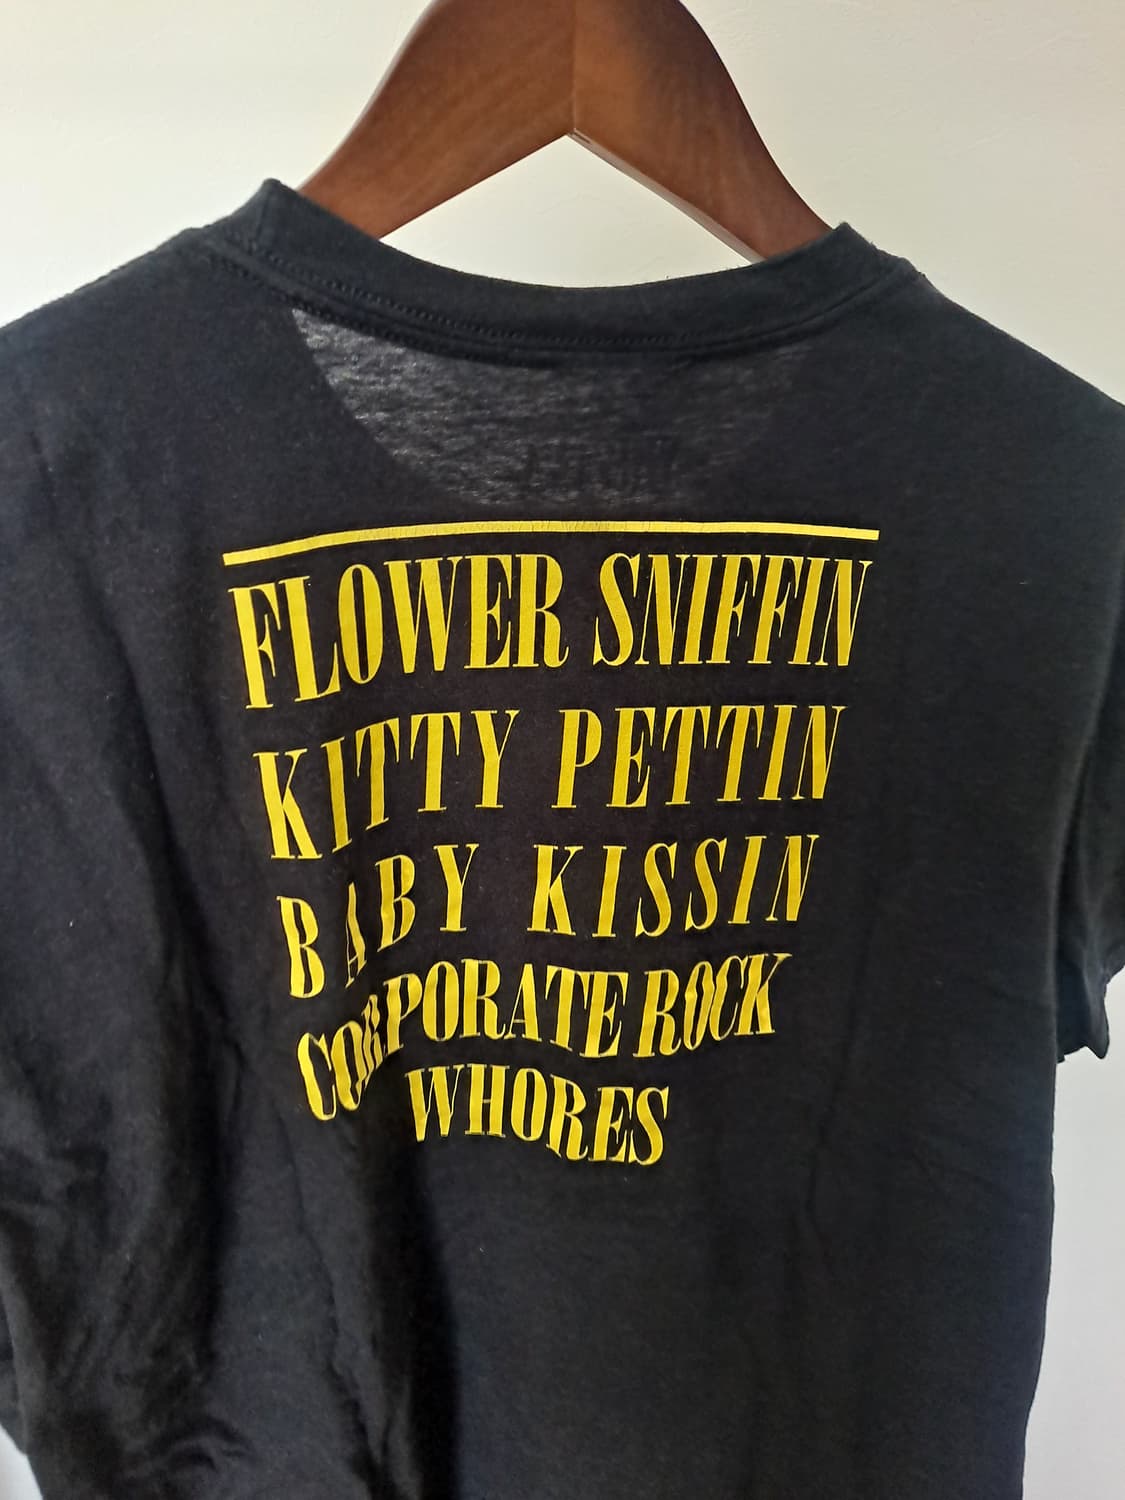 FLOWER SNIFFIN
KITTY PETTIN
BABY KISSIN
CORPORATE ROCK
WHORES